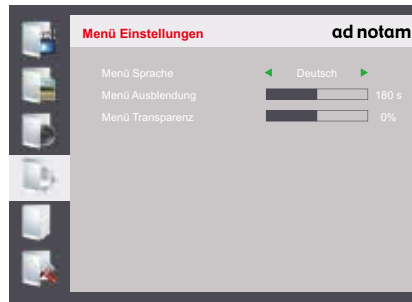 Menü Einstellungen
ad notam
Menü Sprache Deutsch
Menü Ausblendung 180 s
Menü Transparenz 0%